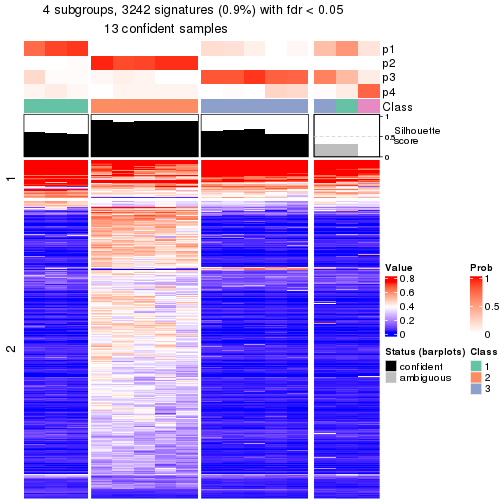 4 subgroups, 3242 signatures (0.9%) with fdr < 0.05
13 confident samples
p1
p2
p3
p4
Class
1
0.5
0
Silhouette
score
1
2
Value
0.8
0.6
0.4
0.2
0
Prob
1
0.5
0
Status (barplots)
confident
ambiguous
Class
1
2
3